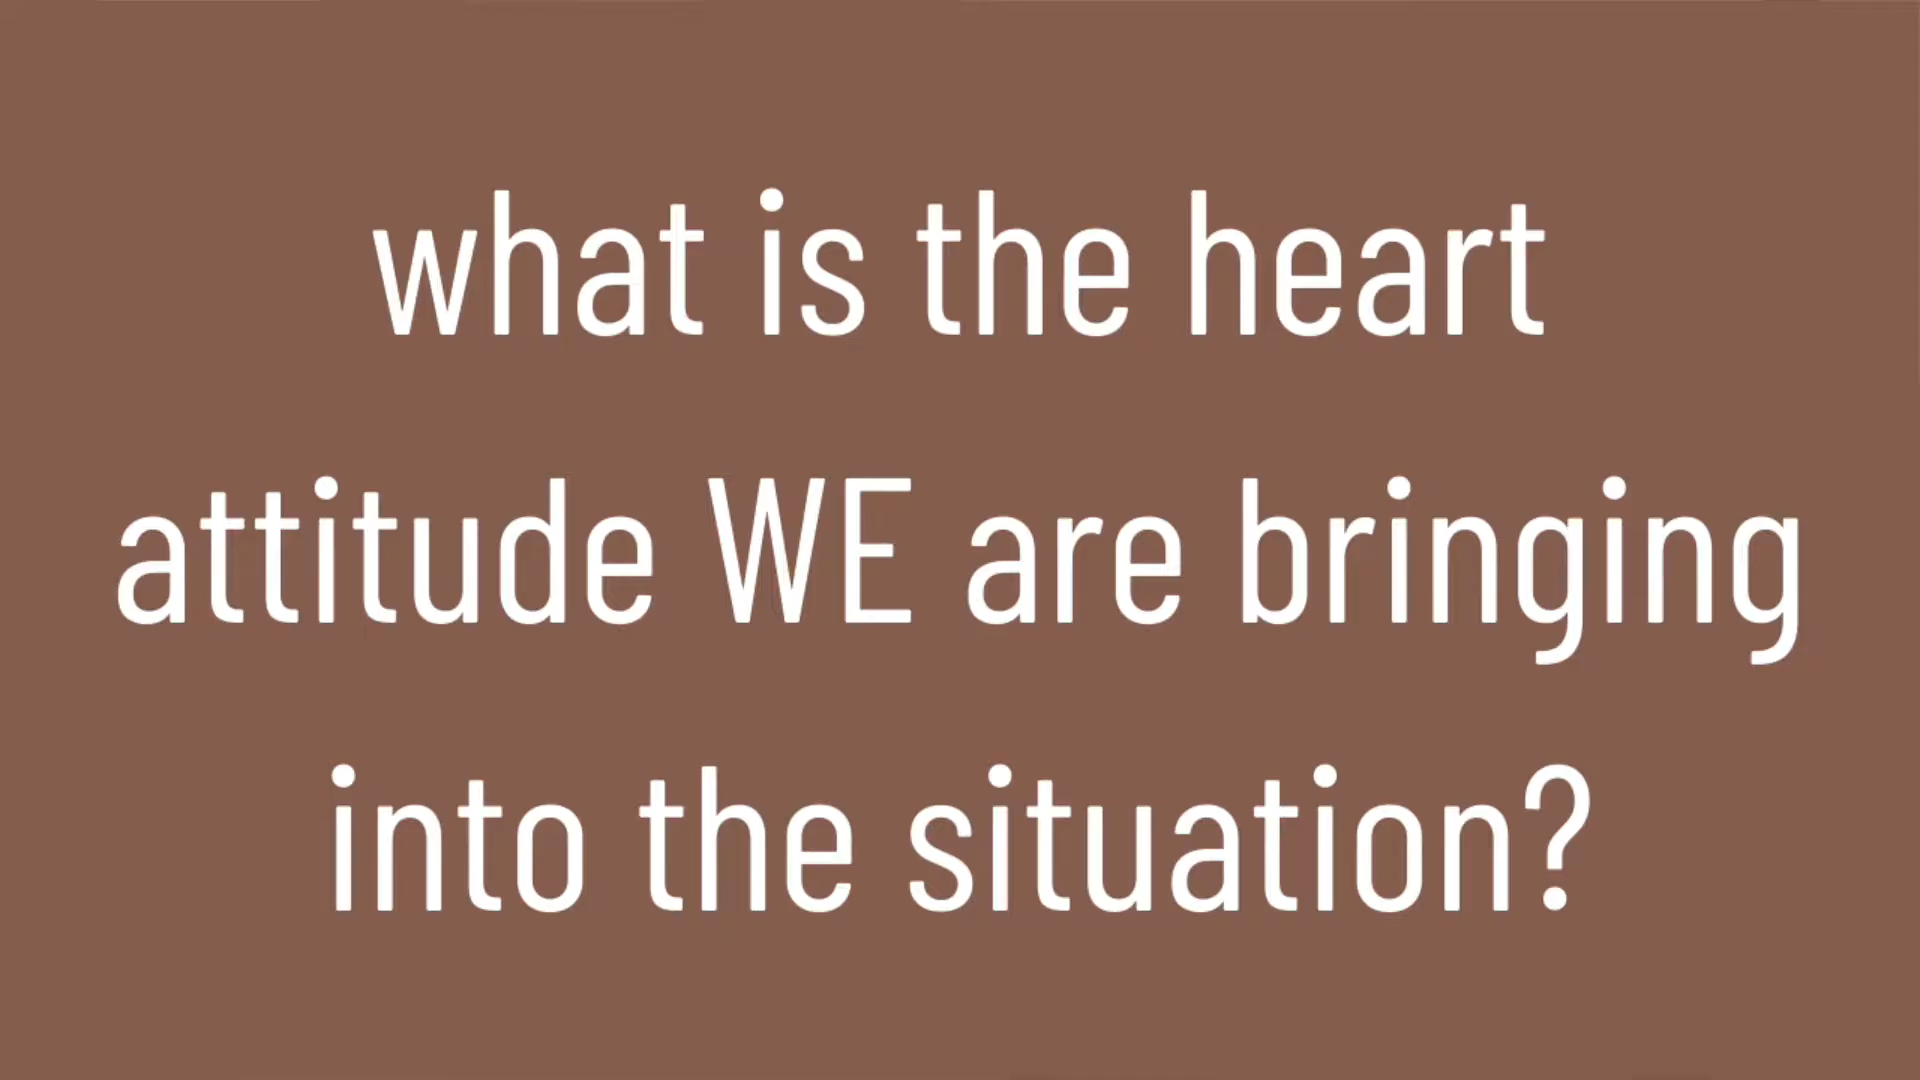 what is the heart
attitude WE are bringing
into the situation?